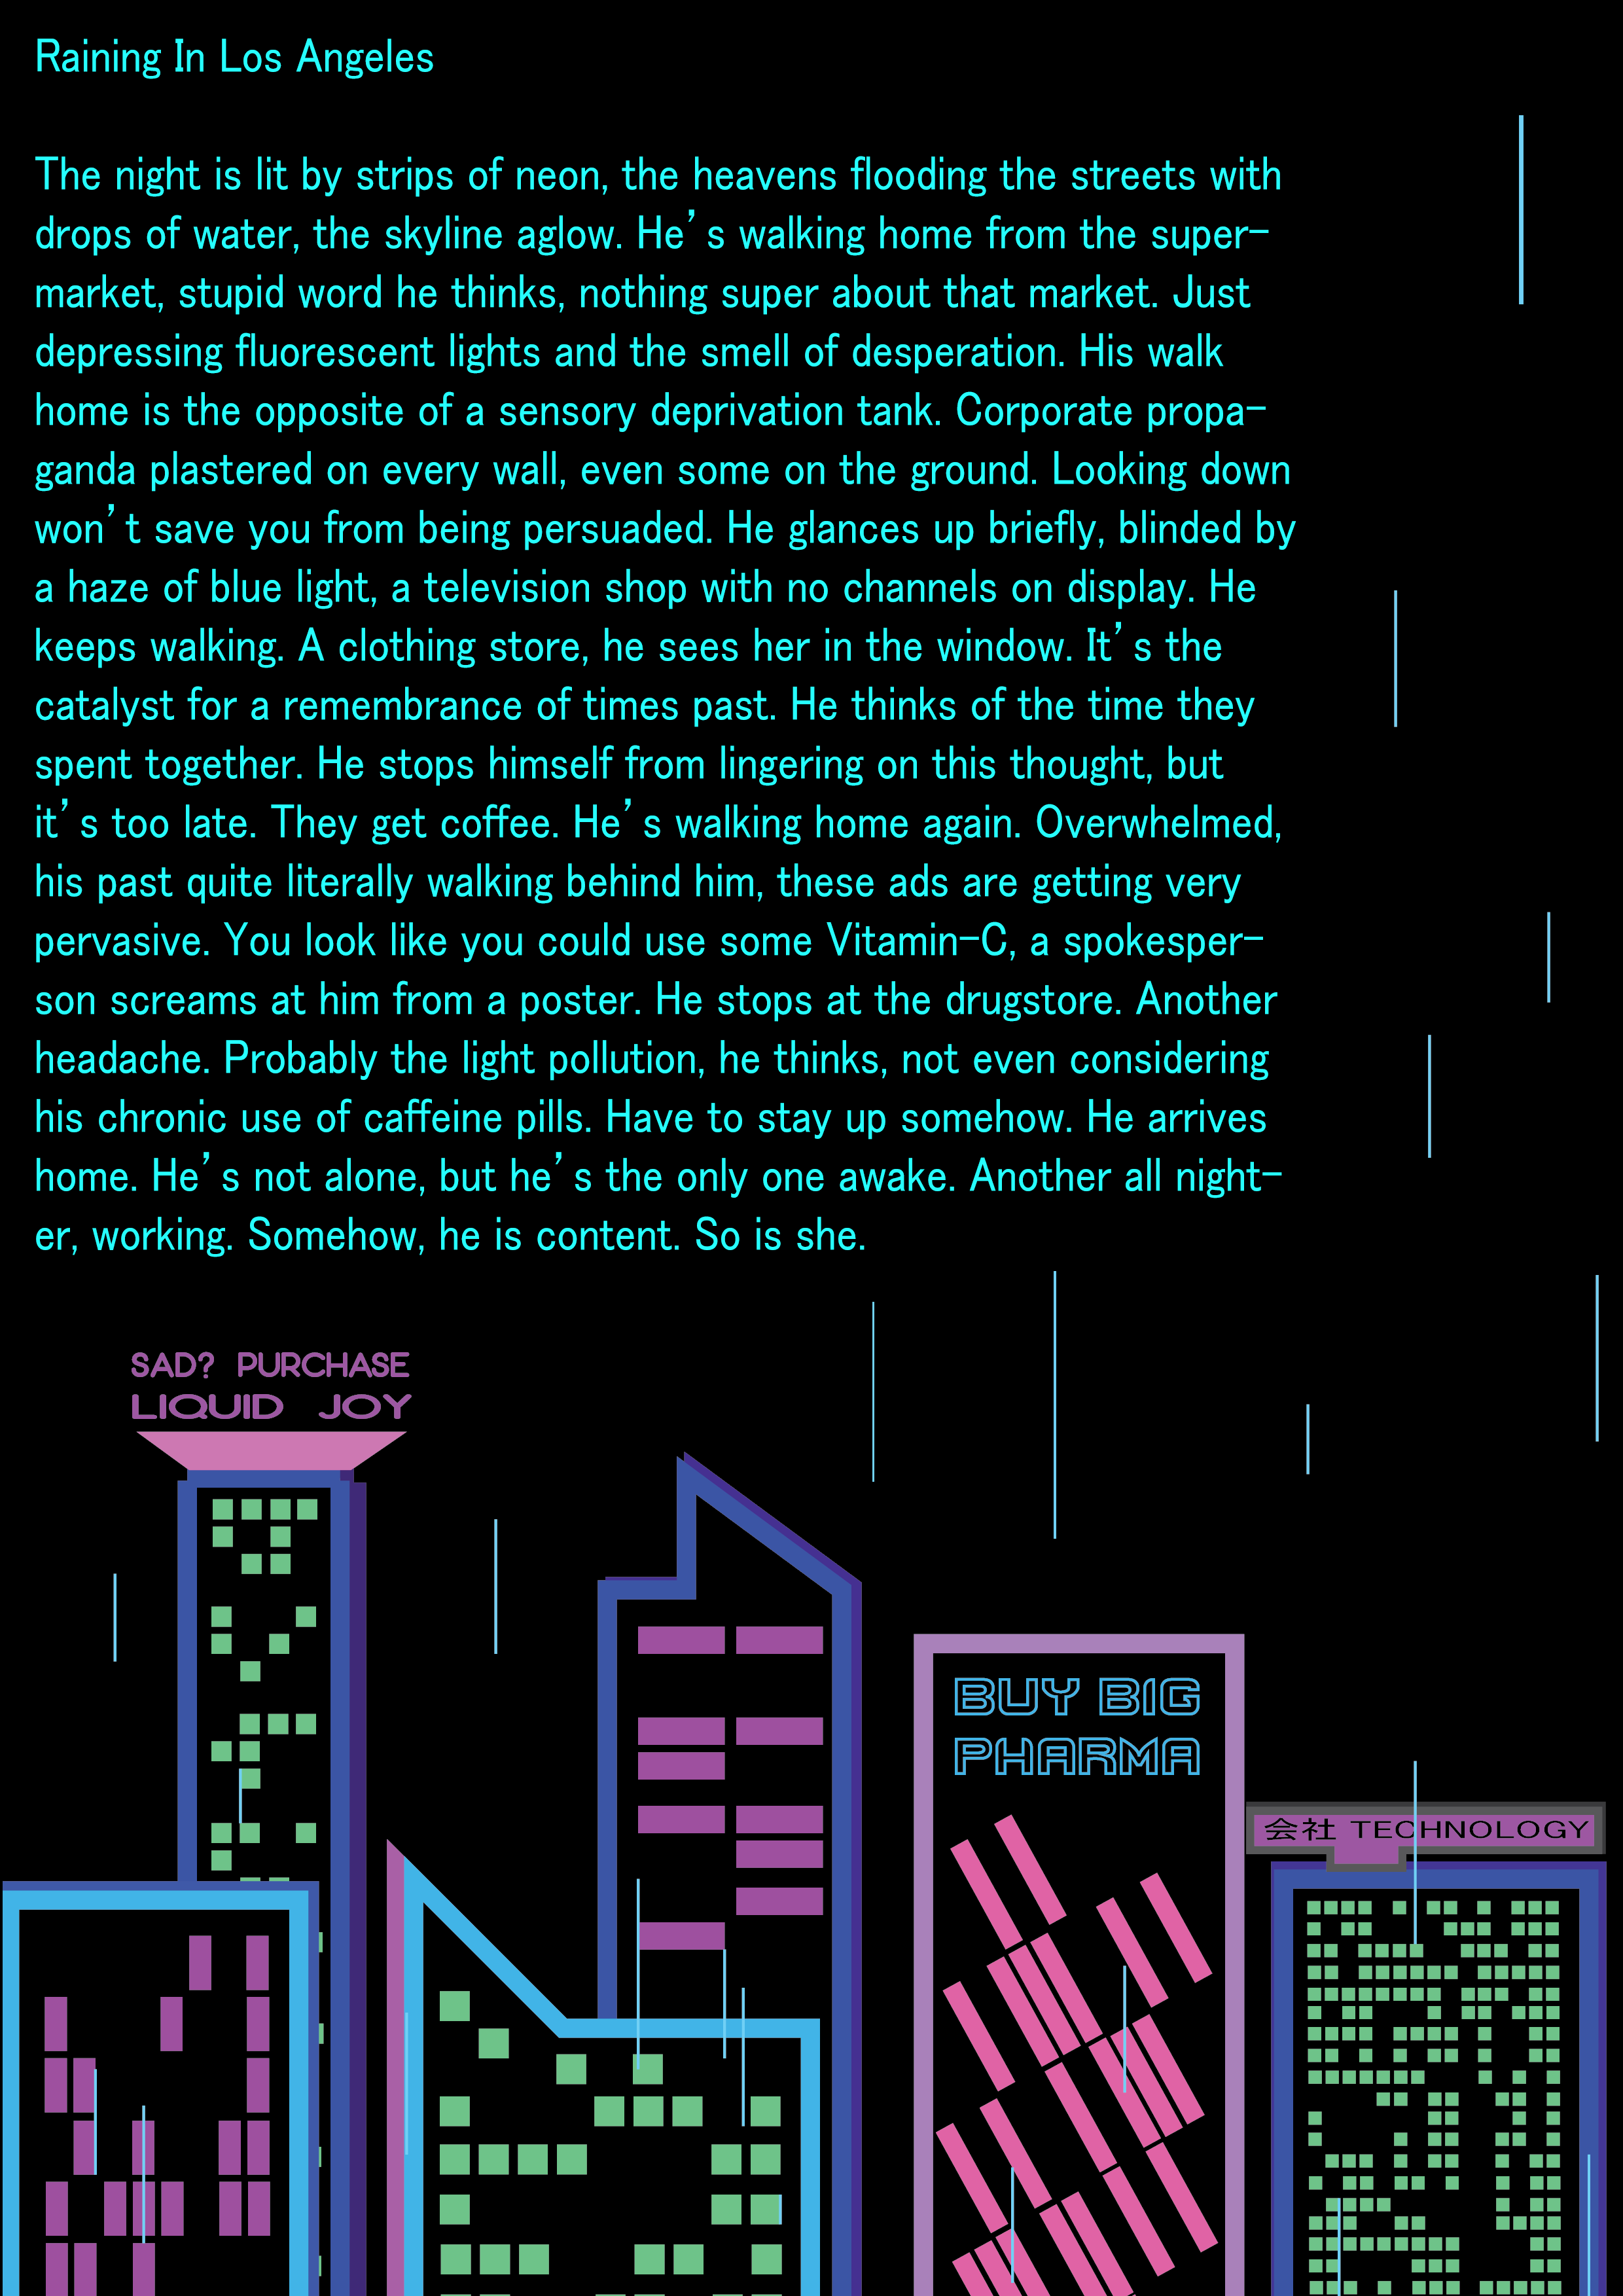 Raining In Los Angeles
The night is lit by strips of neon, the heavens flooding the streets with
drops of water, the skyline aglow. He’s walking home from the super-
market, stupid word he thinks, nothing super about that market. Just
depressing fluorescent lights and the smell of desperation. His walk
home is the opposite of a sensory deprivation tank. Corporate propa-
ganda plastered on every wall, even some on the ground. Looking down
won’t save you from being persuaded. He glances up briefly, blinded by
a haze of blue light, a television shop with no channels on display. He
keeps walking. A clothing store, he sees her in the window. It’s the
catalyst for a remembrance of times past. He thinks of the time they
spent together. He stops himself from lingering on this thought, but
it’s too late. They get coffee. He’s walking home again. Overwhelmed,
his past quite literally walking behind him, these ads are getting very
pervasive. You look like you could use some Vitamin-C, a spokesper-
son screams at him from a poster. He stops at the drugstore. Another
headache. Probably the light pollution, he thinks, not even considering
his chronic use of caffeine pills. Have to stay up somehow. He arrives
home. He’s not alone, but he’s the only one awake. Another all night-
er, working. Somehow, he is content. So is she.
SAD? PURCHASE
LIQUID JOY
BUY BIG
PHARMA
会社 TECHNOLOGY